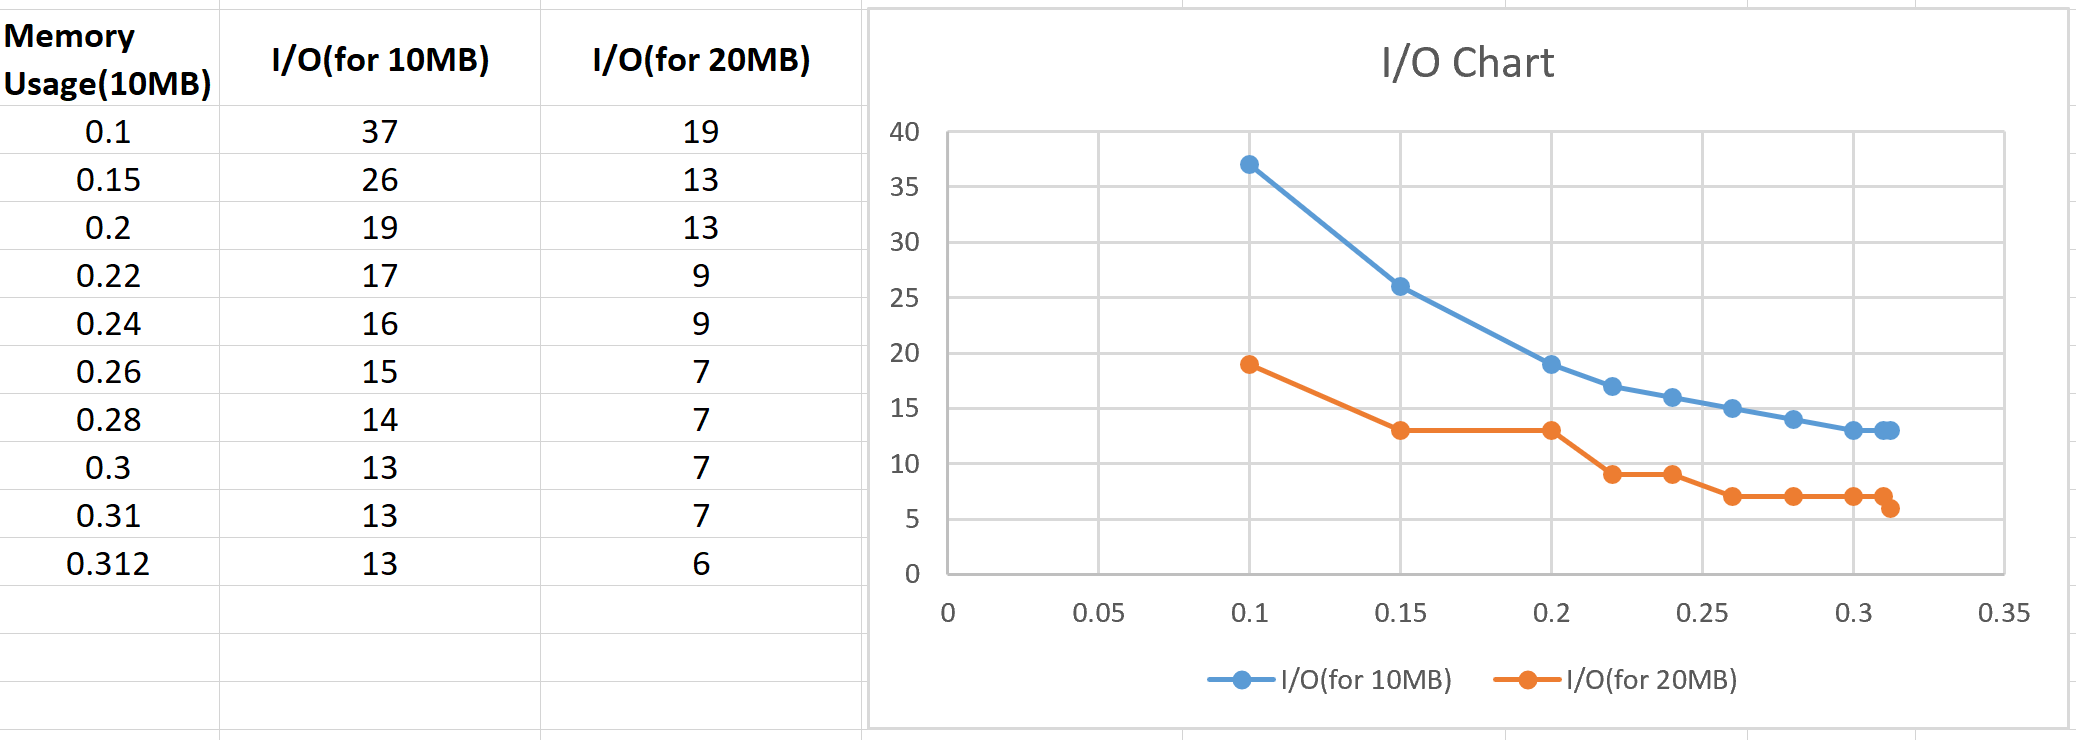 Memory
Usage(10MB) I/O(for 10MB) I/O(for 20MB)
0.1 37 19
0.15 26 13
0.2 19 13
0.22 17 9
0.24 16 9
0.26 15 7
0.28 14 7
0.3 13 7
0.31 13 7
0.312 13 6
I/O Chart
40
35
30
25
20
15
10
5
0
0 0.05 0.1 0.15 0.2 0.25 0.3 0.35
I/O(for 10MB) I/O(for 20MB)